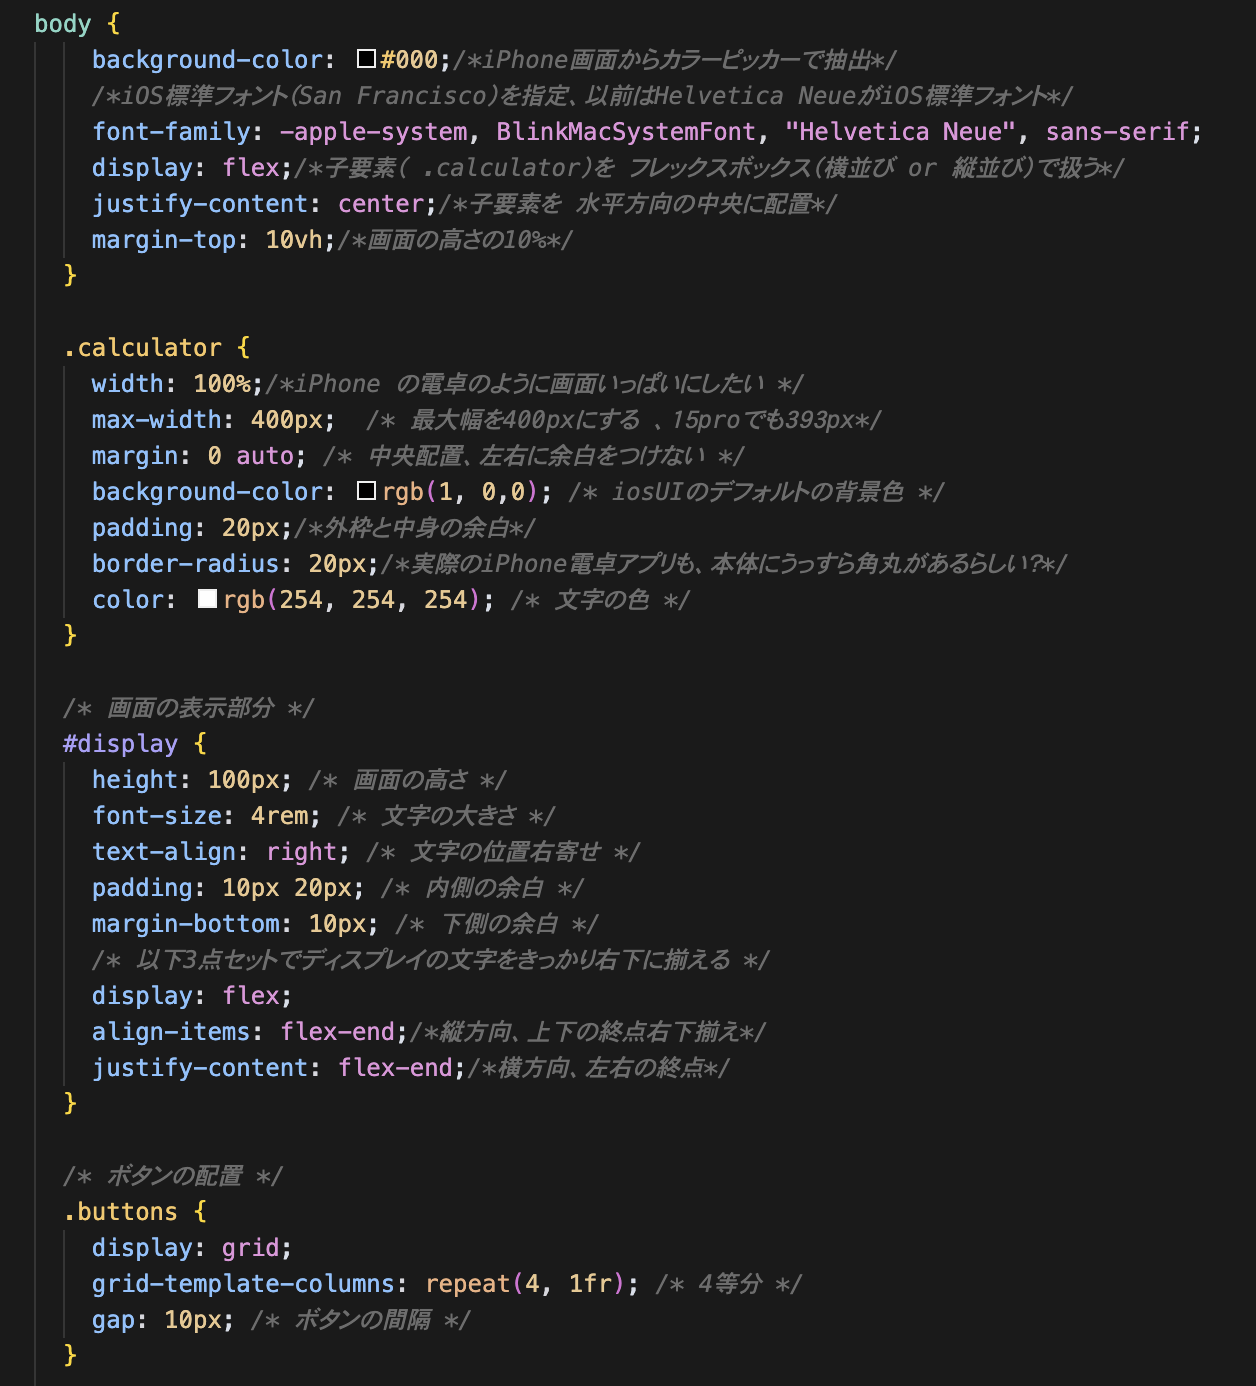 body {
background-color: #000;/*iPhone画面からカラーピッカーで抽出*/
/*iOS標準フォント(San Francisco)を指定、以前はHelvetica NeueがiOS標準フォント*/
font-family: -apple-system, BlinkMacSystemFont, "Helvetica Neue", sans-serif;
display: flex;/*子要素( .calculator)を フレックスボックス(横並び or 縦並び)で扱う*/
justify-content: center;/*子要素を 水平方向の中央に配置*/
margin-top: 10vh;/*画面の高さの10%*/
}
.calculator {
width: 100%;/*iPhone の電卓のように画面いっぱいにしたい */
max-width: 400px;  /* 最大幅を400pxにする 、15proでも393px*/
margin: 0 auto; /* 中央配置、左右に余白をつけない */
background-color: rgb(1, 0,0); /* iosUIのデフォルトの背景色 */
padding: 20px;/*外枠と中身の余白*/
border-radius: 20px;/*実際のiPhone電卓アプリも、本体にうっすら角丸があるらしい?*/
color: rgb(254, 254, 254); /* 文字の色 */
}
/* 画面の表示部分 */
#display {
height: 100px; /* 画面の高さ */
font-size: 4rem; /* 文字の大きさ */
text-align: right; /* 文字の位置右寄せ */
padding: 10px 20px; /* 内側の余白 */
margin-bottom: 10px; /* 下側の余白 */
/* 以下3点セットでディスプレイの文字をきっかり右下に揃える */
display: flex;
align-items: flex-end;/*縦方向、上下の終点右下揃え*/
justify-content: flex-end;/*横方向、左右の終点*/
}
/* ボタンの配置 */
.buttons {
display: grid;
grid-template-columns: repeat(4, 1fr); /* 4等分 */
gap: 10px; /* ボタンの間隔 */
}